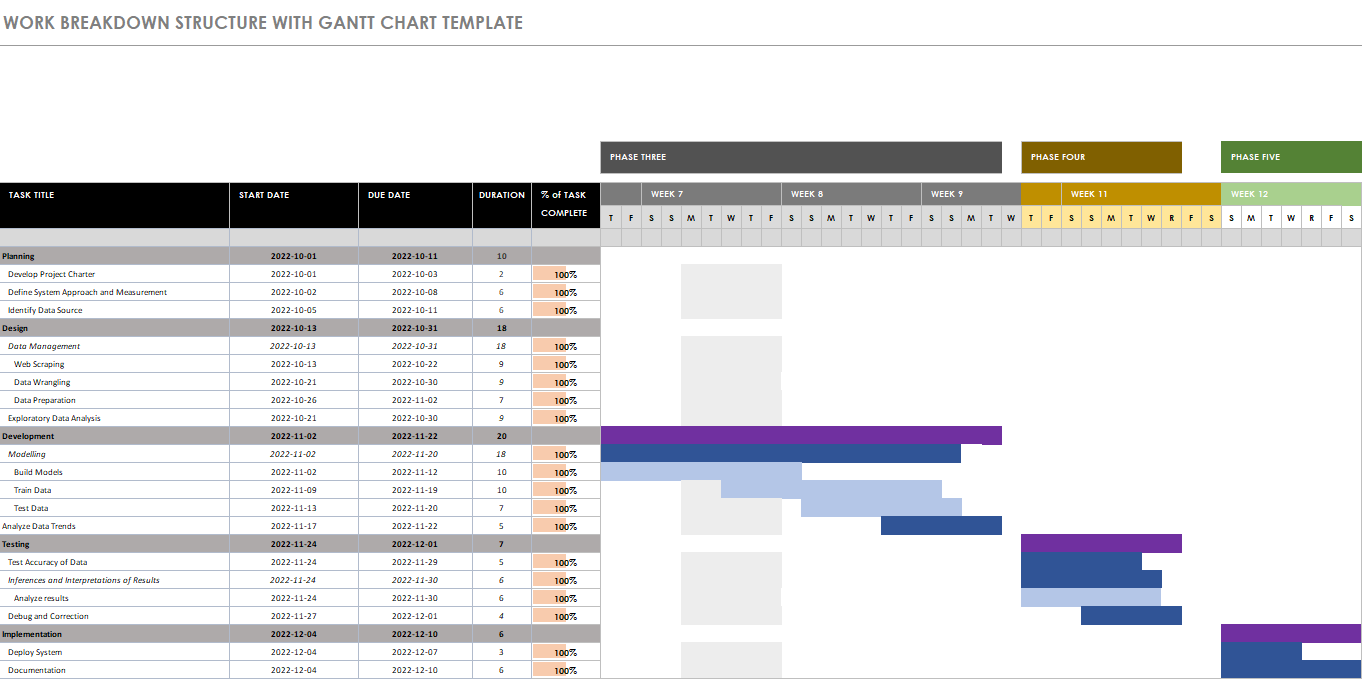 WORK BREAKDOWN STRUCTURE WITH GANTT CHART TEMPLATE
PHASE THREE PHASE FOUR PHASE FIVE
TASK TITLE START DATE DUE DATE DURATION % of TASK COMPLETE WEEK 7 WEEK 8 WEEK 9 WEEK 11 WEEK 12
T F S S M T W T F S S M T W T F S S M T W T F S S M T W R F S S M T W R F S
Planning 2022-10-01 2022-10-11 10
Develop Project Charter 2022-10-01 2022-10-03 2 100%
Define System Approach and Measurement 2022-10-02 2022-10-08 6 100%
Identify Data Source 2022-10-05 2022-10-11 6 100%
Design 2022-10-13 2022-10-31 18
Data Management 2022-10-13 2022-10-31 18 100%
Web Scraping 2022-10-13 2022-10-22 9 100%
Data Wrangling 2022-10-21 2022-10-30 9 100%
Data Preparation 2022-10-26 2022-11-02 7 100%
Exploratory Data Analysis 2022-10-21 2022-10-30 9 100%
Development 2022-11-02 2022-11-22 20
Modelling 2022-11-02 2022-11-20 18 100%
Build Models 2022-11-02 2022-11-12 10 100%
Train Data 2022-11-09 2022-11-19 10 100%
Test Data 2022-11-13 2022-11-20 7 100%
Analyze Data Trends 2022-11-17 2022-11-22 5 100%
Testing 2022-11-24 2022-12-01 7
Test Accuracy of Data 2022-11-24 2022-11-29 5 100%
Inferences and Interpretations of Results 2022-11-24 2022-11-30 6 100%
Analyze results 2022-11-24 2022-11-30 6 100%
Debug and Correction 2022-11-27 2022-12-01 4 100%
Implementation 2022-12-04 2022-12-10 6
Deploy System 2022-12-04 2022-12-07 3 100%
Documentation 2022-12-04 2022-12-10 6 100%